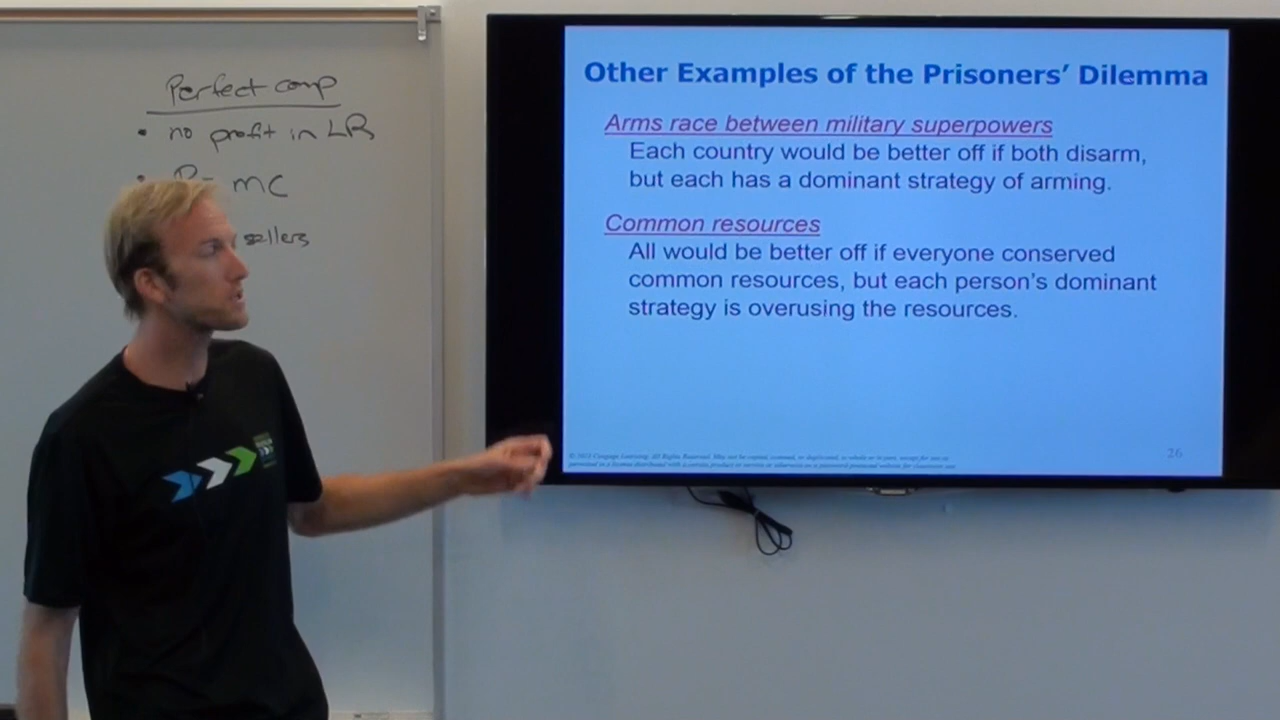 Perfect comp
• no profit in LR
• P = MC
sellers
Other Examples of the Prisoners' Dilemma
Arms race between military superpowers
Each country would be better off if both disarm,
but each has a dominant strategy of arming.
Common resources
All would be better off if everyone conserved
common resources, but each person's dominant
strategy is overusing the resources.
26